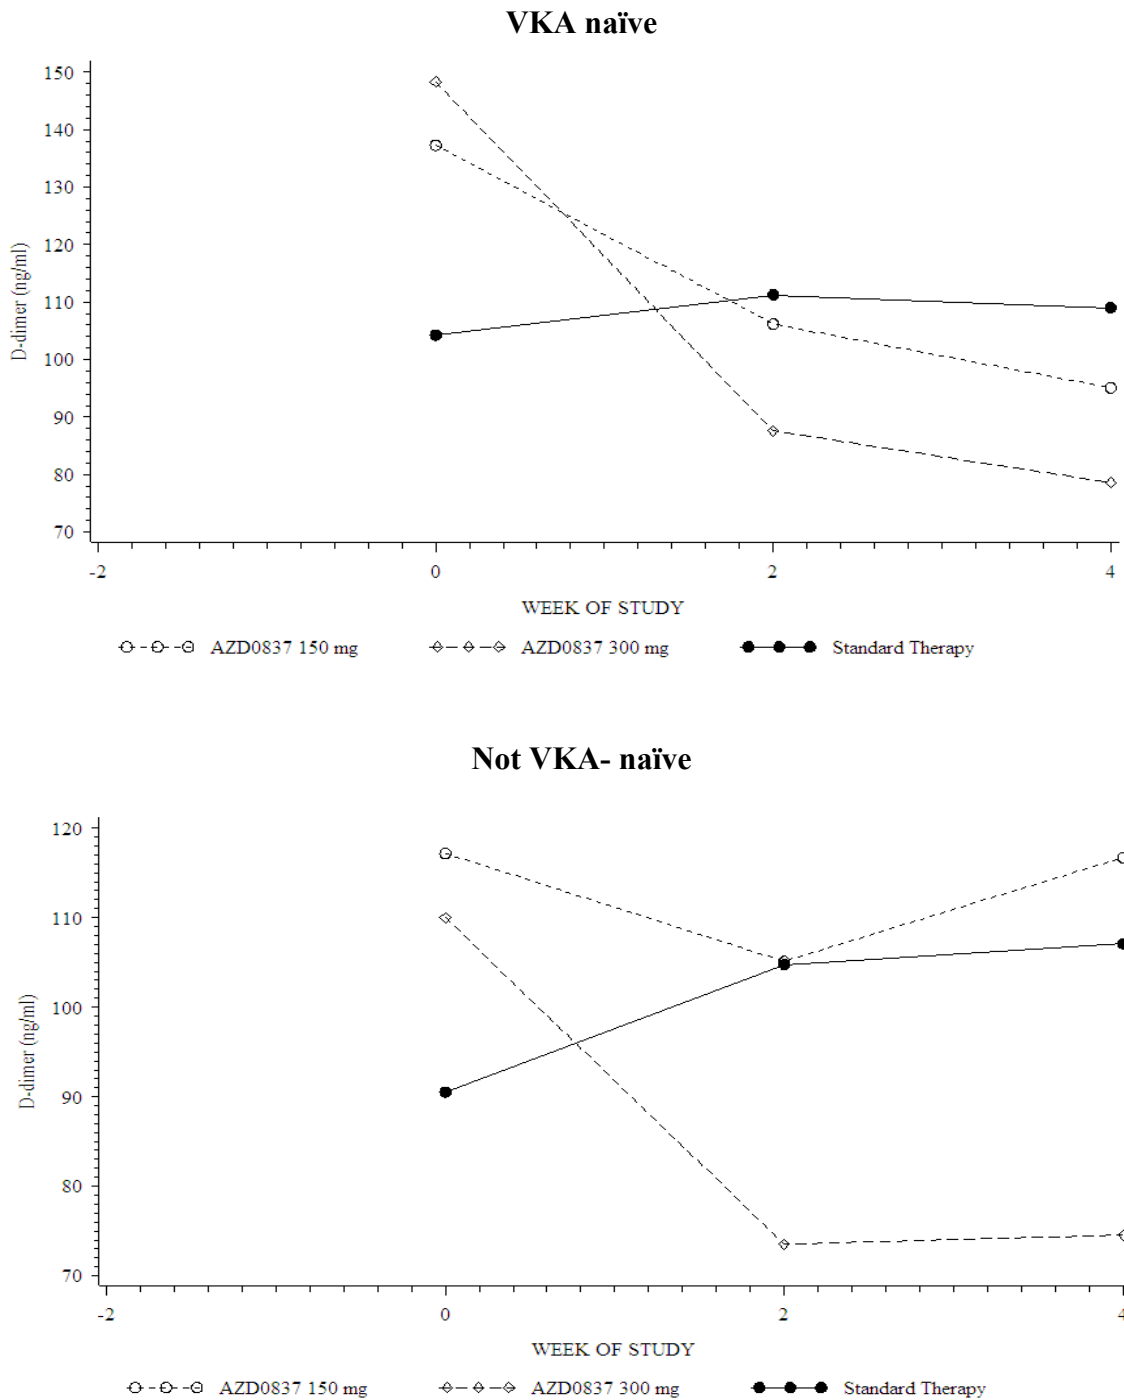 VKA naïve
150
140
130
120
110
100
90
80
70
D-dimer (ng/ml)
-2 0 2 4
WEEK OF STUDY
AZD0837 150 mg AZD0837 300 mg Standard Therapy
Not VKA- naïve
120
110
100
90
80
70
D-dimer (ng/ml)
-2 0 2 4
WEEK OF STUDY
AZD0837 150 mg AZD0837 300 mg Standard Therapy